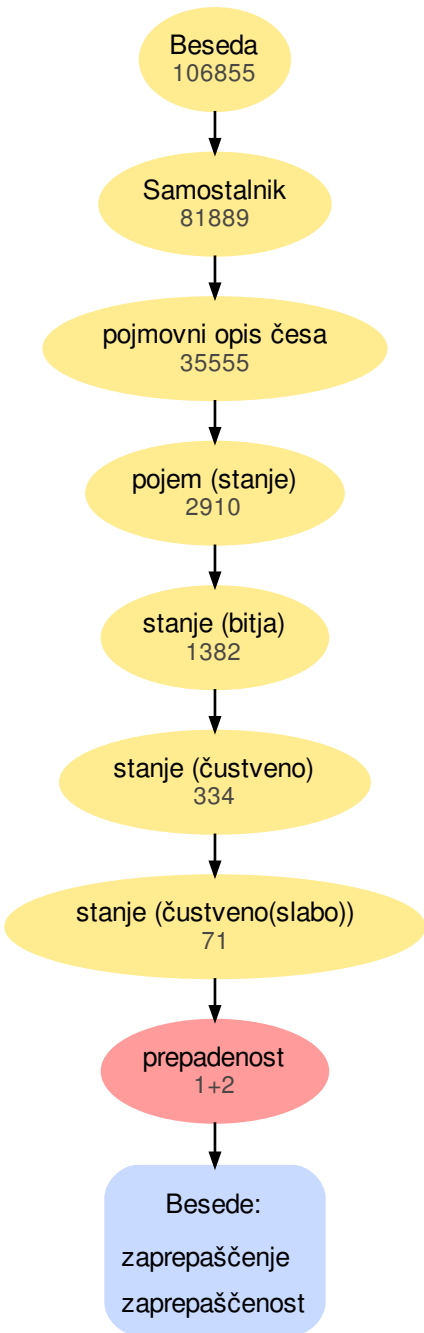 Beseda
106855
Samostalnik
81889
pojmovni opis česa
35555
pojem (stanje)
2910
stanje (bitja)
1382
stanje (čustveno)
334
stanje (čustveno(slabo))
71
prepadenost
1+2
Besede:
zaprepaščenje
zaprepaščenost